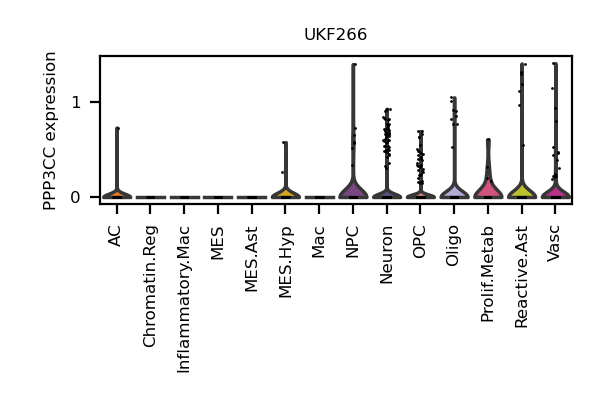 UKF266
PPP3CC expression
1
0
AC
Chromatin.Reg
Inflammatory.Mac
MES
MES.Ast
MES.Hyp
Mac
NPC
Neuron
OPC
Oligo
Prolif.Metab
Reactive.Ast
Vasc